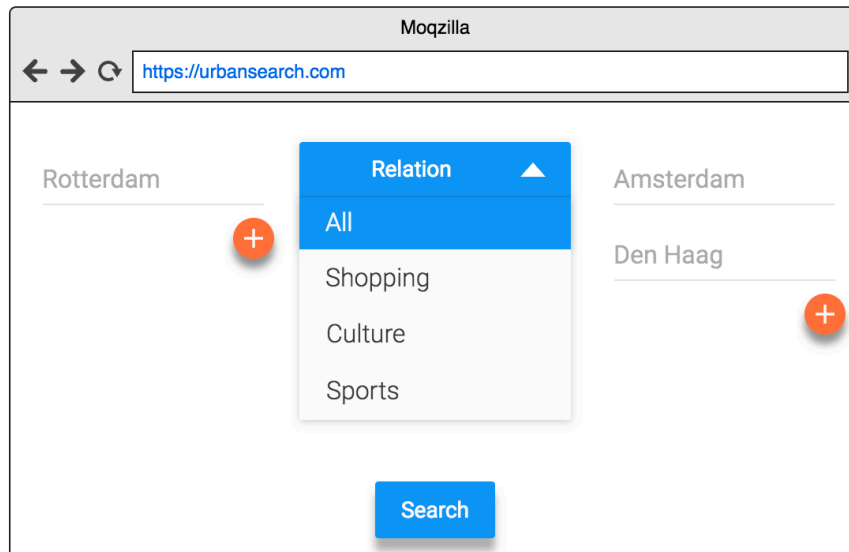 Moqzilla
https://urbansearch.com
Rotterdam
Relation
All
Shopping
Culture
Sports
Amsterdam
Den Haag
Search